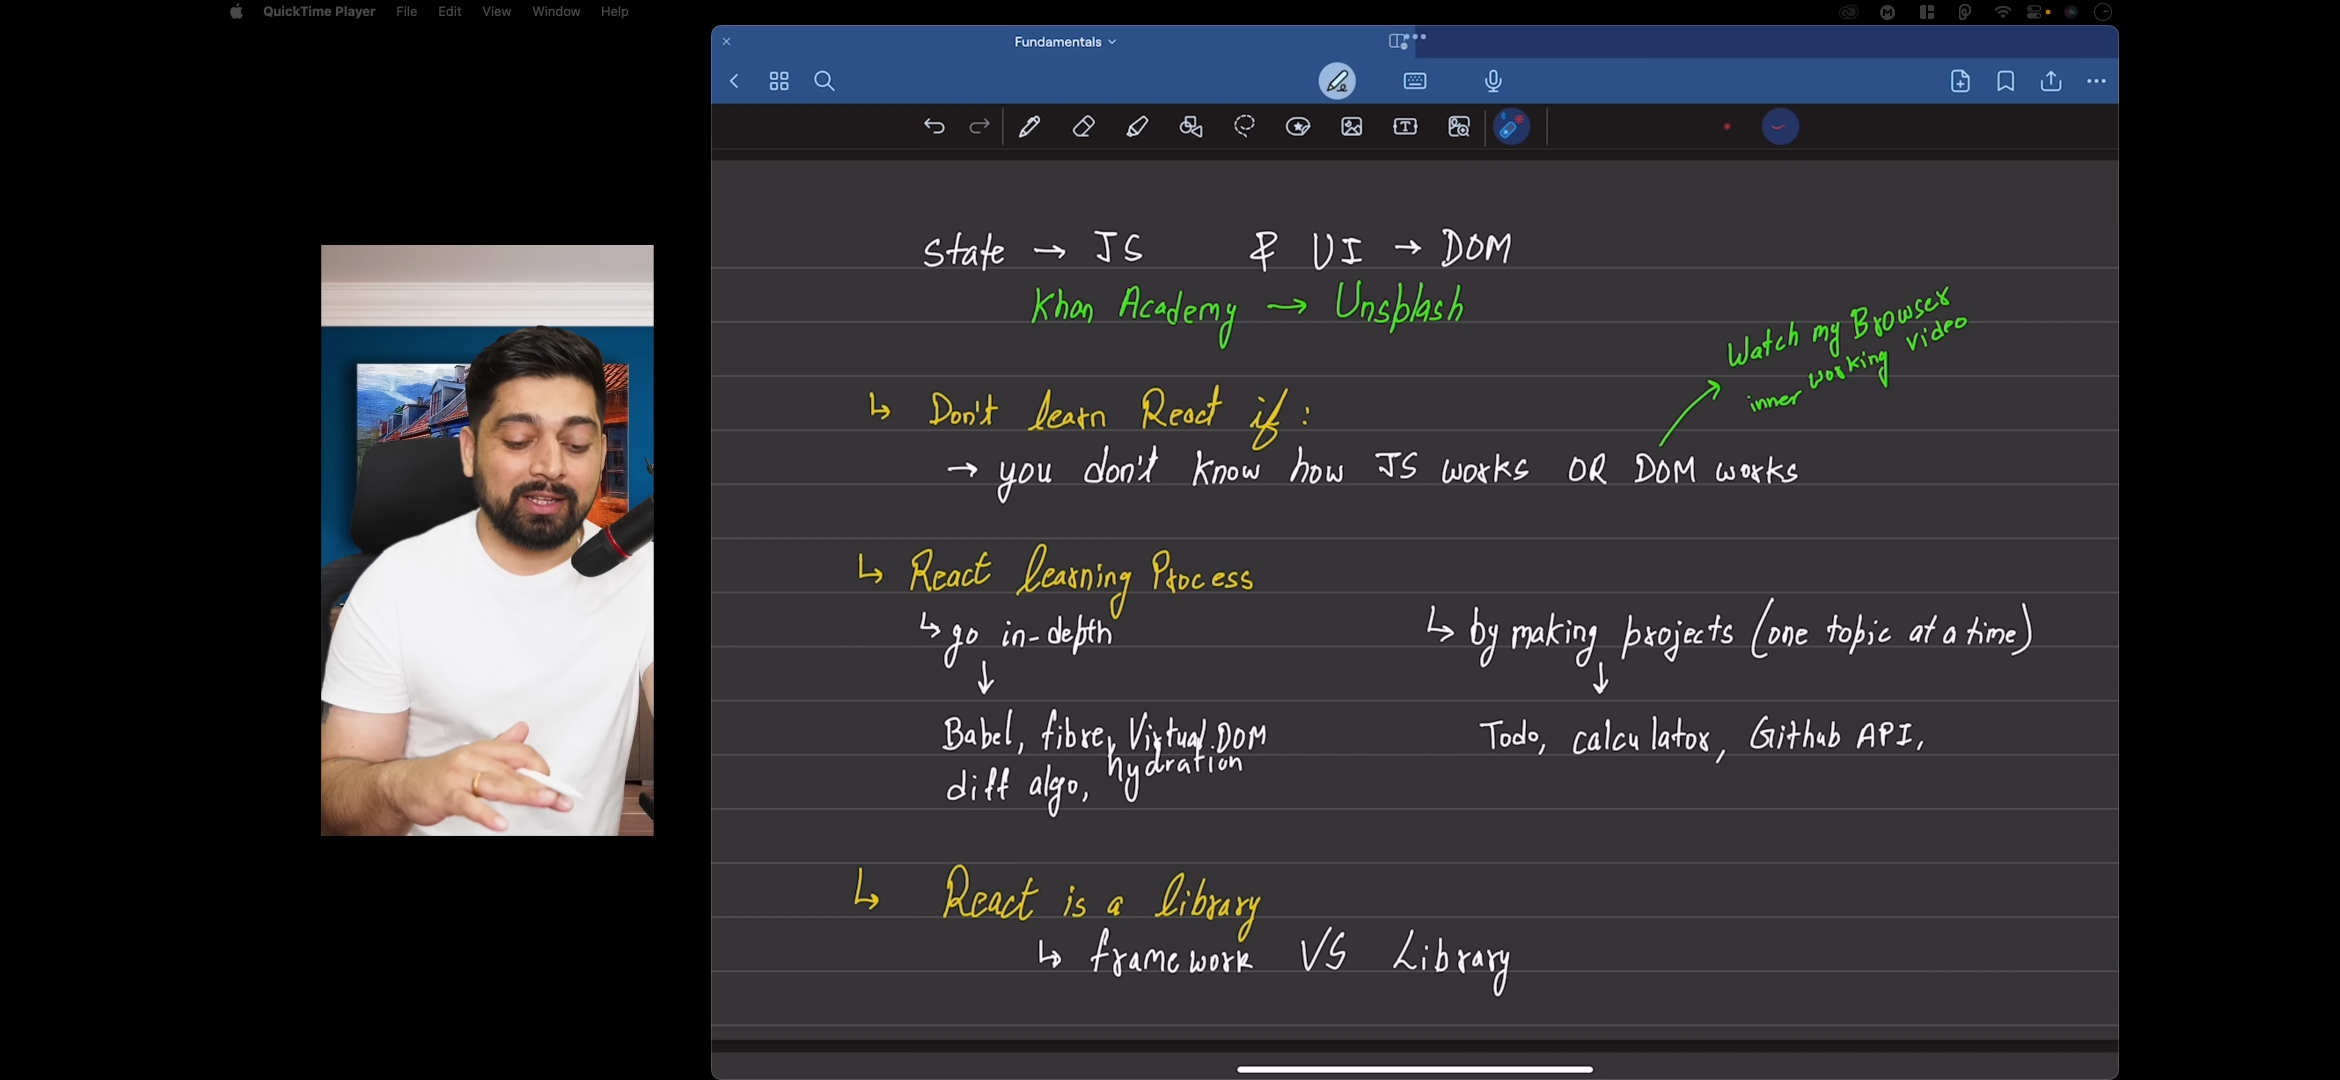 QuickTime Player File Edit View Window Help
Fundamentals
State → JS & UI → DOM
Khan Academy → Unsplash
Watch my Browser
inner working video
↳ Don't learn React if :
→ you don't know how JS works OR DOM works
↳ React learning Process
↳ go in-depth
↳ by making projects (one topic at a time)
↓ ↓
Babel, fibre, Virtual DOM
diff algo, hydration
Todo, calculator, Github API,
↳ React is a library
↳ framework VS Library